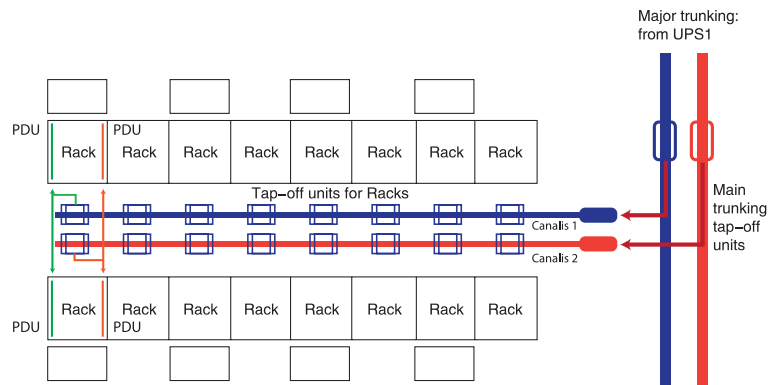 Major trunking:
from UPS1
PDU PDU
Rack Rack Rack Rack Rack Rack Rack Rack
Tap-off units for Racks
Canalis 1
Canalis 2
Main
trunking
tap-off
units
Rack Rack Rack Rack Rack Rack Rack Rack
PDU PDU